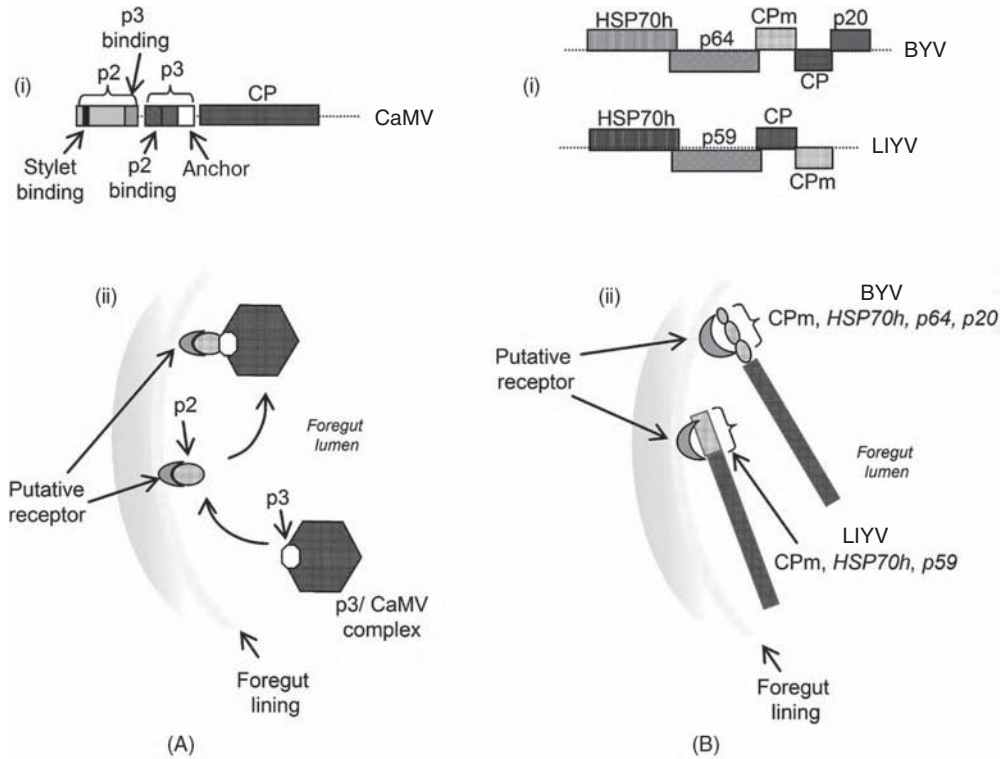 p3
binding
p2
p3
CP
(i)
CaMV
Stylet
binding
p2
binding
Anchor
(ii)
p2
Foregut
lumen
Putative
receptor
p3
p3/ CaMV
complex
Foregut
lining
(A)
HSP70h
p64
CPm
p20
BYV
CP
(i)
HSP70h
p59
CP
LIYV
CPm
(ii)
BYV
CPm, HSP70h, p64, p20
Putative
receptor
Foregut
lumen
LIYV
CPm, HSP70h, p59
Foregut
lining
(B)